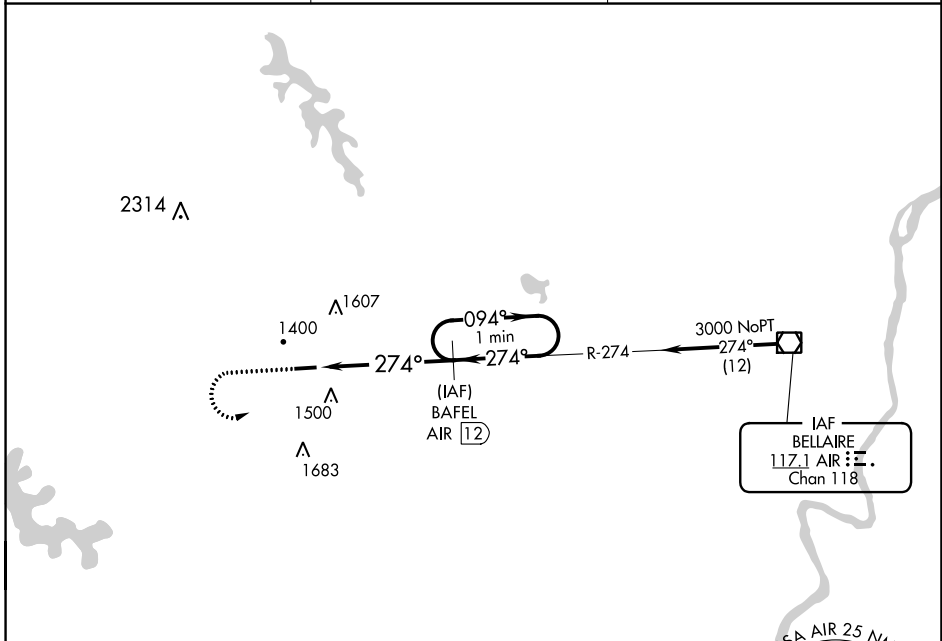 2314
1607
1400
094°
1 min
274°
274°
R-274
3000 NoPT
274°
(12)
1500
1683
(IAF)
BAFEL
AIR 12
IAF
BELLAIRE
117.1 AIR
Chan 118
SA AIR 25 N